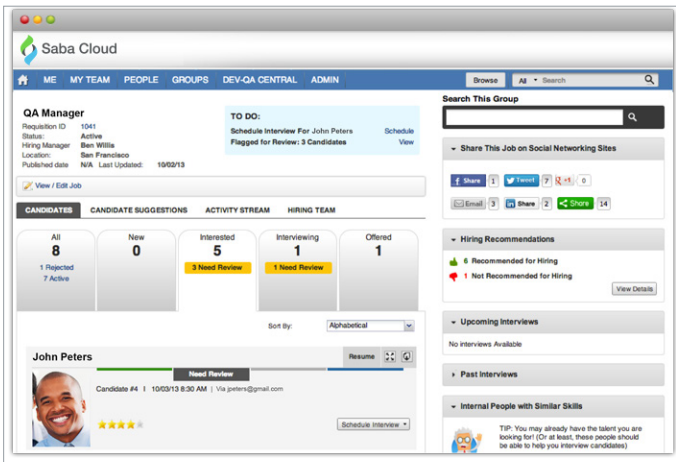 Saba Cloud
ME MY TEAM PEOPLE GROUPS DEV-QA CENTRAL ADMIN Browse All Search
QA Manager
Requisition ID 1041
Status: Active
Hiring Manager Ben Willis
Location: San Francisco
Published date N/A Last Updated: 10/02/13
TO DO:
Schedule Interview For John Peters Schedule
Flagged for Review: 3 Candidates View
View / Edit Job
CANDIDATES CANDIDATE SUGGESTIONS ACTIVITY STREAM HIRING TEAM
All New Interested Interviewing Offered
8 0 5 1 1
1 Rejected 3 Need Review 1 Need Review
7 Active
Sort By: Alphabetical
John Peters Resume
Need Review
Candidate #4 I 10/03/13 8:30 AM | Via jpeters@gmail.com
Schedule Interview
Search This Group
Share This Job on Social Networking Sites
f Share 1 Tweet 7 g +1 0
Email 3 in Share 2 Share 14
Hiring Recommendations
6 Recommended for Hiring
1 Not Recommended for Hiring
View Details
Upcoming Interviews
No interviews Available
Past Interviews
Internal People with Similar Skills
TIP: You may already have the talent you are
looking for! (Or at least, these people should
be able to help you interview candidates)